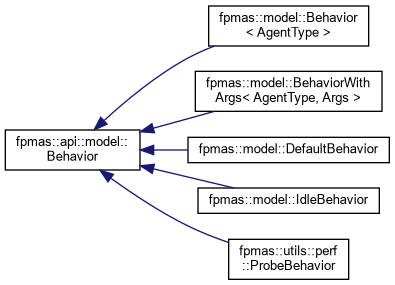 fpmas::model::Behavior
< AgentType >
fpmas::model::BehaviorWith
Args< AgentType, Args >
fpmas::api::model::
Behavior
fpmas::model::DefaultBehavior
fpmas::model::IdleBehavior
fpmas::utils::perf
::ProbeBehavior